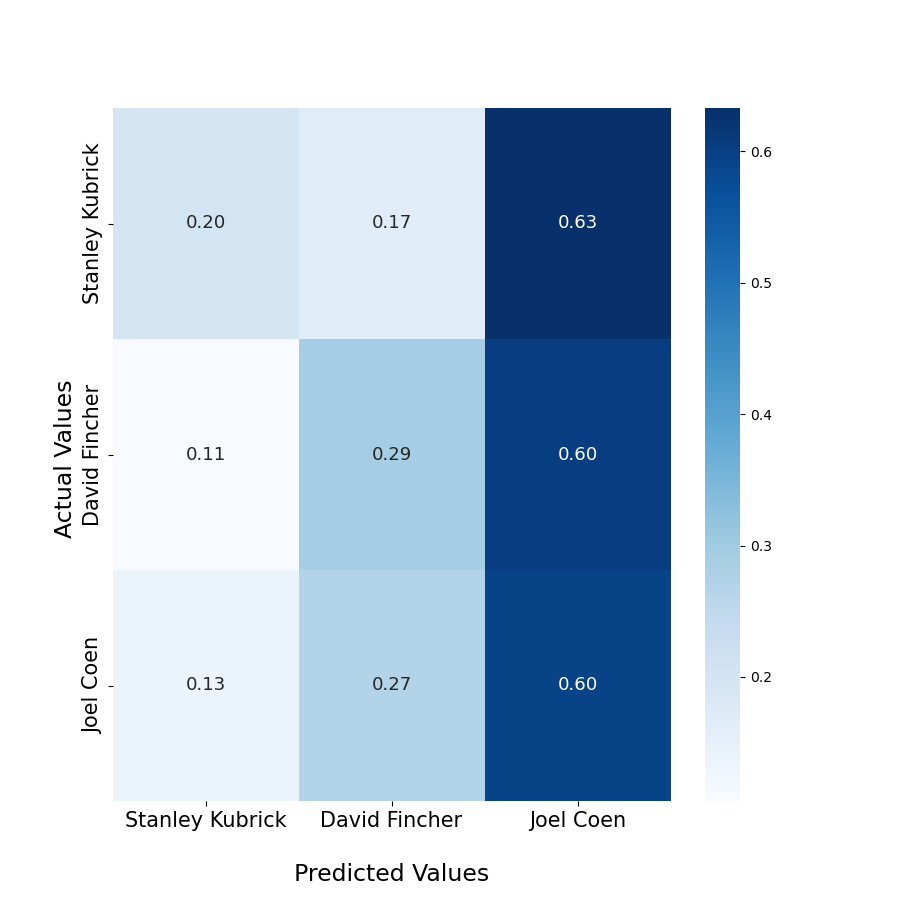 Actual Values
Stanley Kubrick
0.20 0.17 0.63
David Fincher
0.11 0.29 0.60
Joel Coen
0.13 0.27 0.60
Stanley Kubrick David Fincher Joel Coen
Predicted Values
0.6
0.5
0.4
0.3
0.2